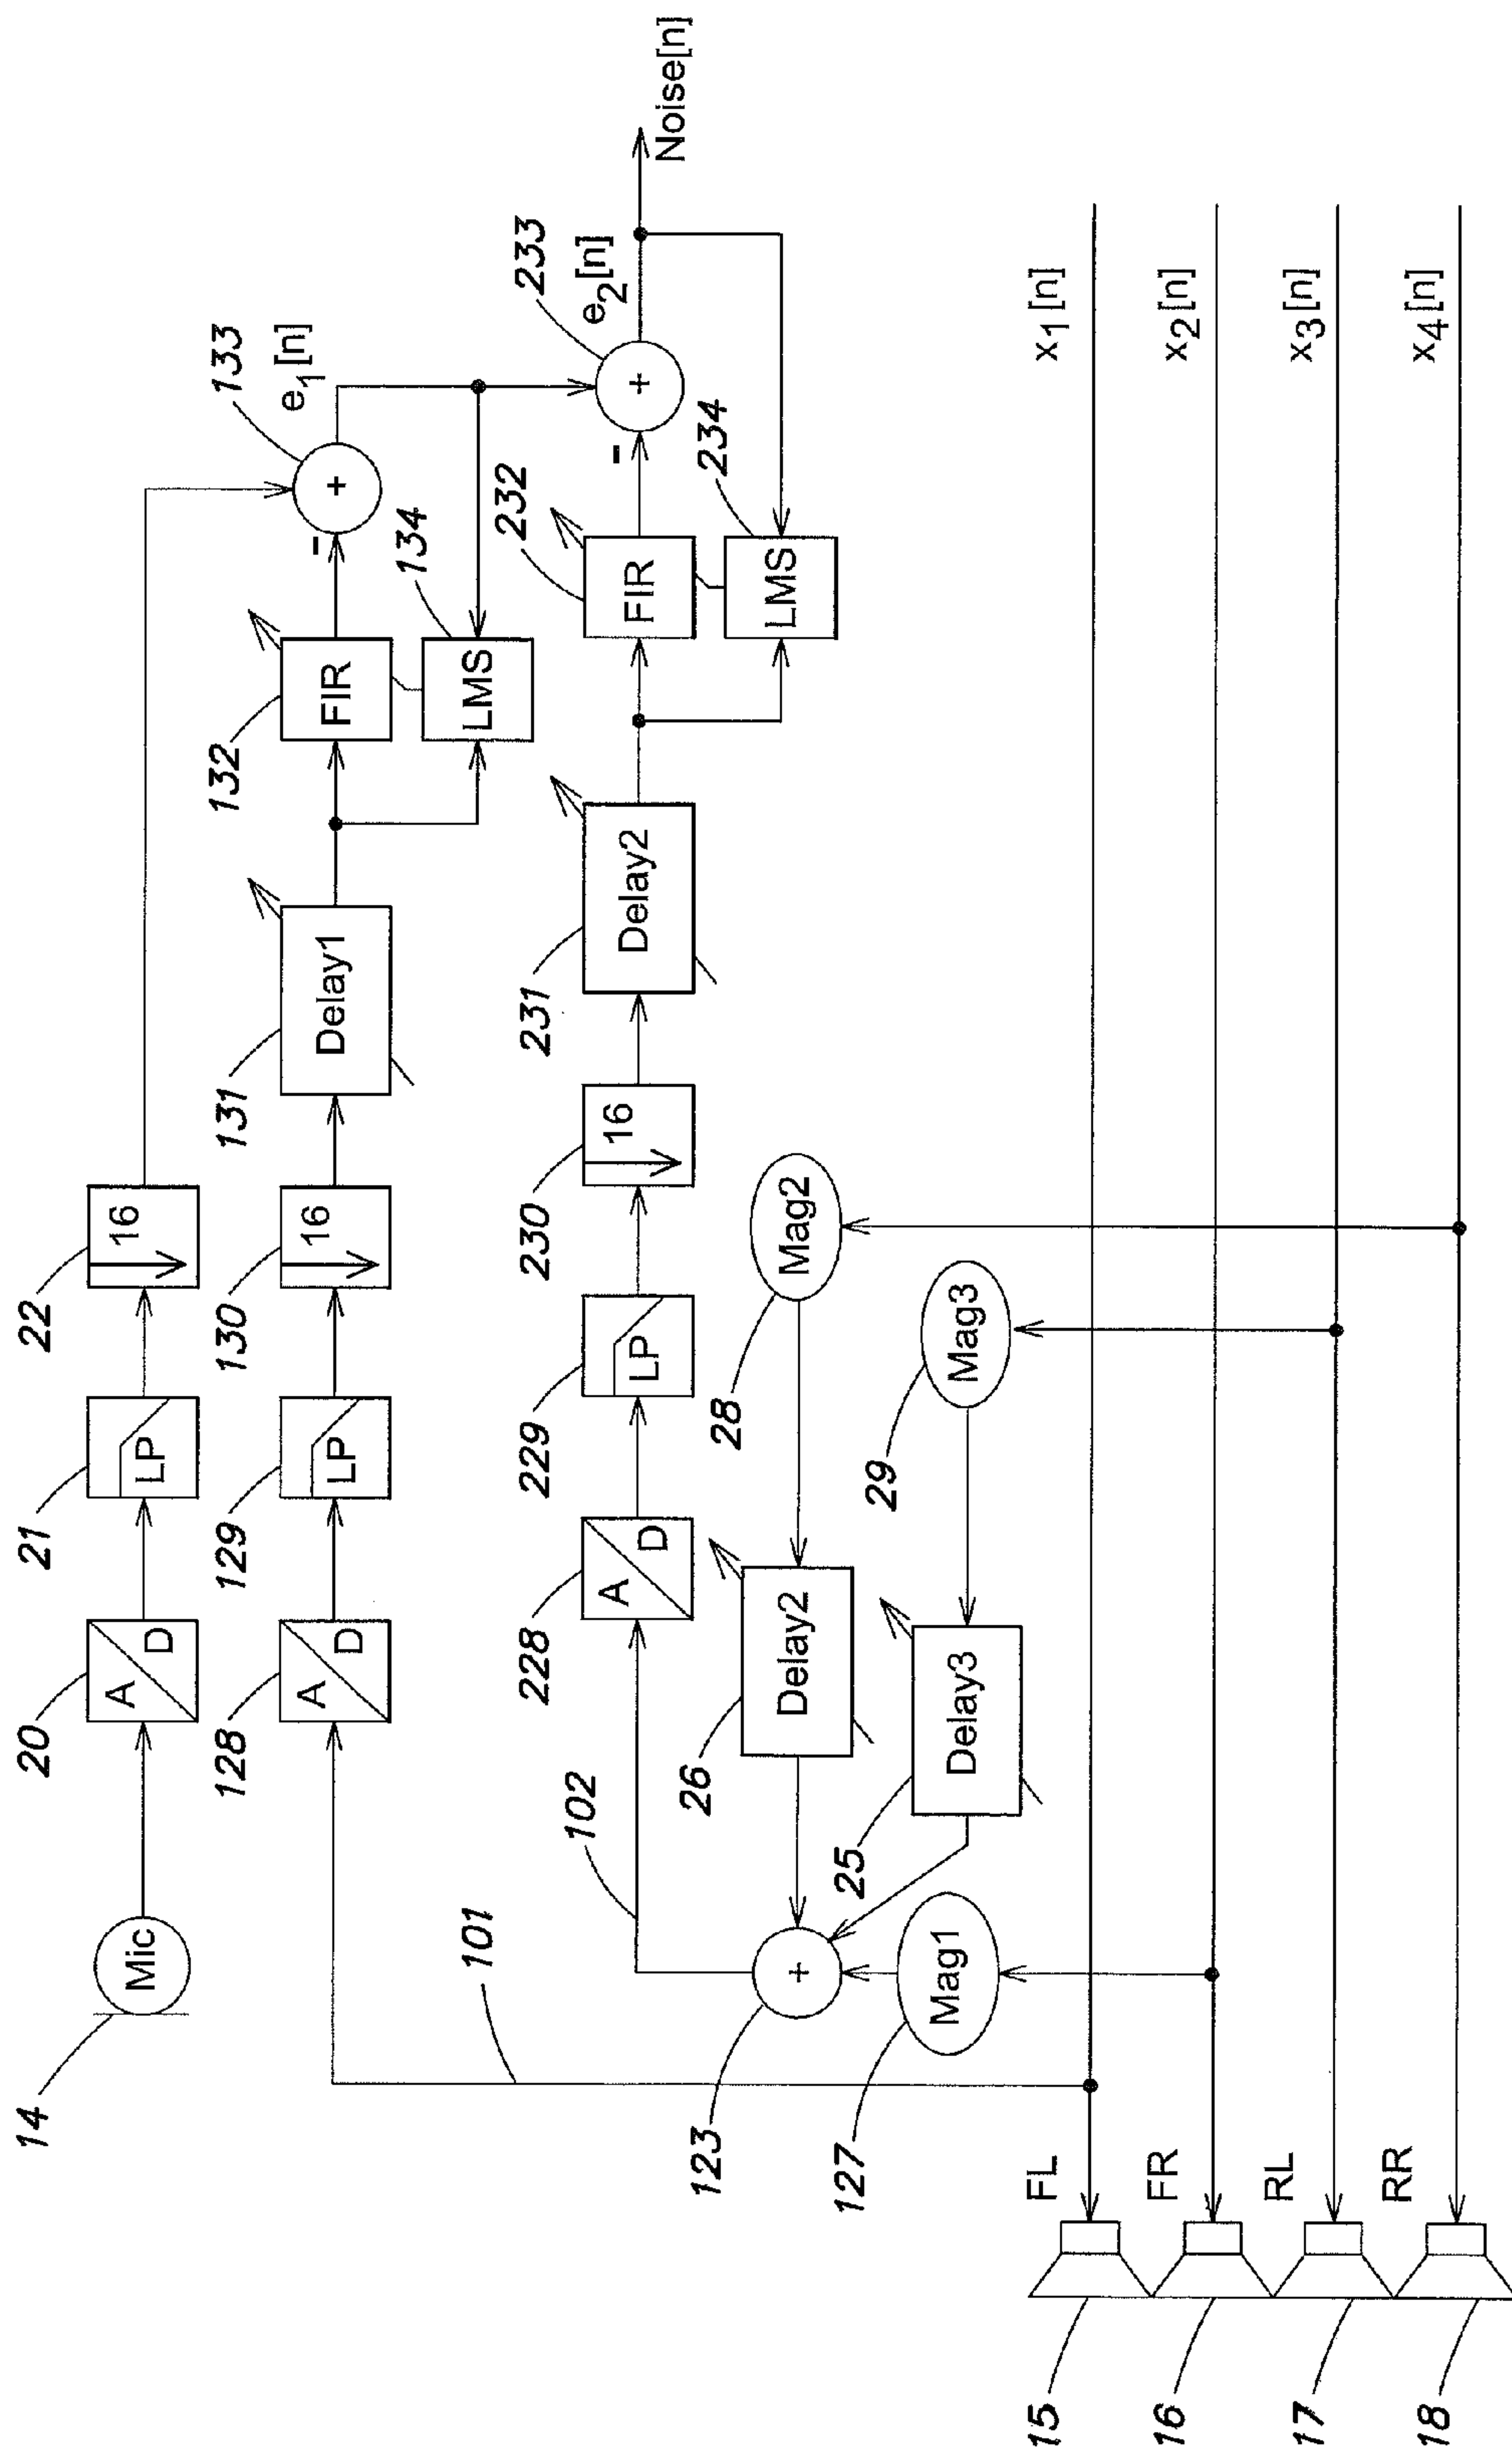 14
Mic
20
A
D
21
LP
22
16
128
A
D
129
LP
130
16
131
Delay1
132
FIR
-
+
133
e1[n]
134
LMS
101
102
228
A
D
229
LP
230
16
231
Delay2
232
FIR
-
+
233
e2[n]
Noise[n]
234
LMS
123
+
26
Delay2
28
Mag2
25
Delay3
29
Mag3
127
Mag1
15
FL
x1[n]
16
FR
x2[n]
17
RL
x3[n]
18
RR
x4[n]